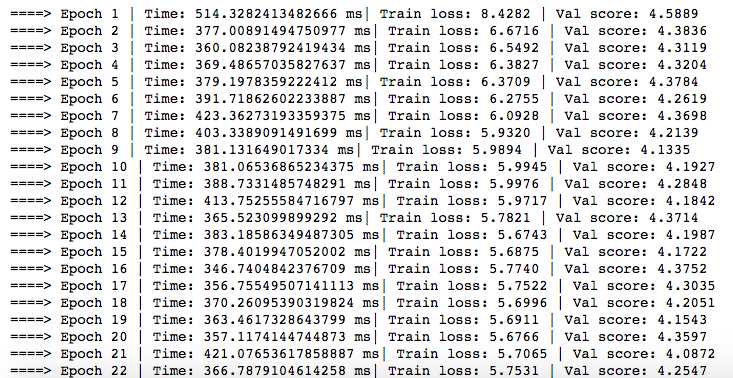 ====> Epoch 1 | Time: 514.3282413482666 ms| Train loss: 8.4282 | Val score: 4.5889
====> Epoch 2 | Time: 377.00891494750977 ms| Train loss: 6.6716 | Val score: 4.3836
====> Epoch 3 | Time: 360.08238792419434 ms| Train loss: 6.5492 | Val score: 4.3119
====> Epoch 4 | Time: 369.48657035827637 ms| Train loss: 6.3827 | Val score: 4.3204
====> Epoch 5 | Time: 379.1978359222412 ms| Train loss: 6.3709 | Val score: 4.3784
====> Epoch 6 | Time: 391.71862602233887 ms| Train loss: 6.2755 | Val score: 4.2619
====> Epoch 7 | Time: 423.36273193359375 ms| Train loss: 6.0928 | Val score: 4.3698
====> Epoch 8 | Time: 403.3389091491699 ms| Train loss: 5.9320 | Val score: 4.2139
====> Epoch 9 | Time: 381.131649017334 ms| Train loss: 5.9894 | Val score: 4.1335
====> Epoch 10 | Time: 381.06536865234375 ms| Train loss: 5.9945 | Val score: 4.1927
====> Epoch 11 | Time: 388.7331485748291 ms| Train loss: 5.9976 | Val score: 4.2848
====> Epoch 12 | Time: 413.75255584716797 ms| Train loss: 5.9717 | Val score: 4.1842
====> Epoch 13 | Time: 365.523099899292 ms| Train loss: 5.7821 | Val score: 4.3714
====> Epoch 14 | Time: 383.18586349487305 ms| Train loss: 5.6743 | Val score: 4.1987
====> Epoch 15 | Time: 378.4019947052002 ms| Train loss: 5.6875 | Val score: 4.1722
====> Epoch 16 | Time: 346.7404842376709 ms| Train loss: 5.7740 | Val score: 4.3752
====> Epoch 17 | Time: 356.75549507141113 ms| Train loss: 5.7522 | Val score: 4.3035
====> Epoch 18 | Time: 370.26095390319824 ms| Train loss: 5.6996 | Val score: 4.2051
====> Epoch 19 | Time: 363.4617328643799 ms| Train loss: 5.6911 | Val score: 4.1543
====> Epoch 20 | Time: 357.1174144744873 ms| Train loss: 5.6766 | Val score: 4.3597
====> Epoch 21 | Time: 421.07653617858887 ms| Train loss: 5.7065 | Val score: 4.0872
====> Epoch 22 | Time: 366.7879104614258 ms| Train loss: 5.7531 | Val score: 4.2547